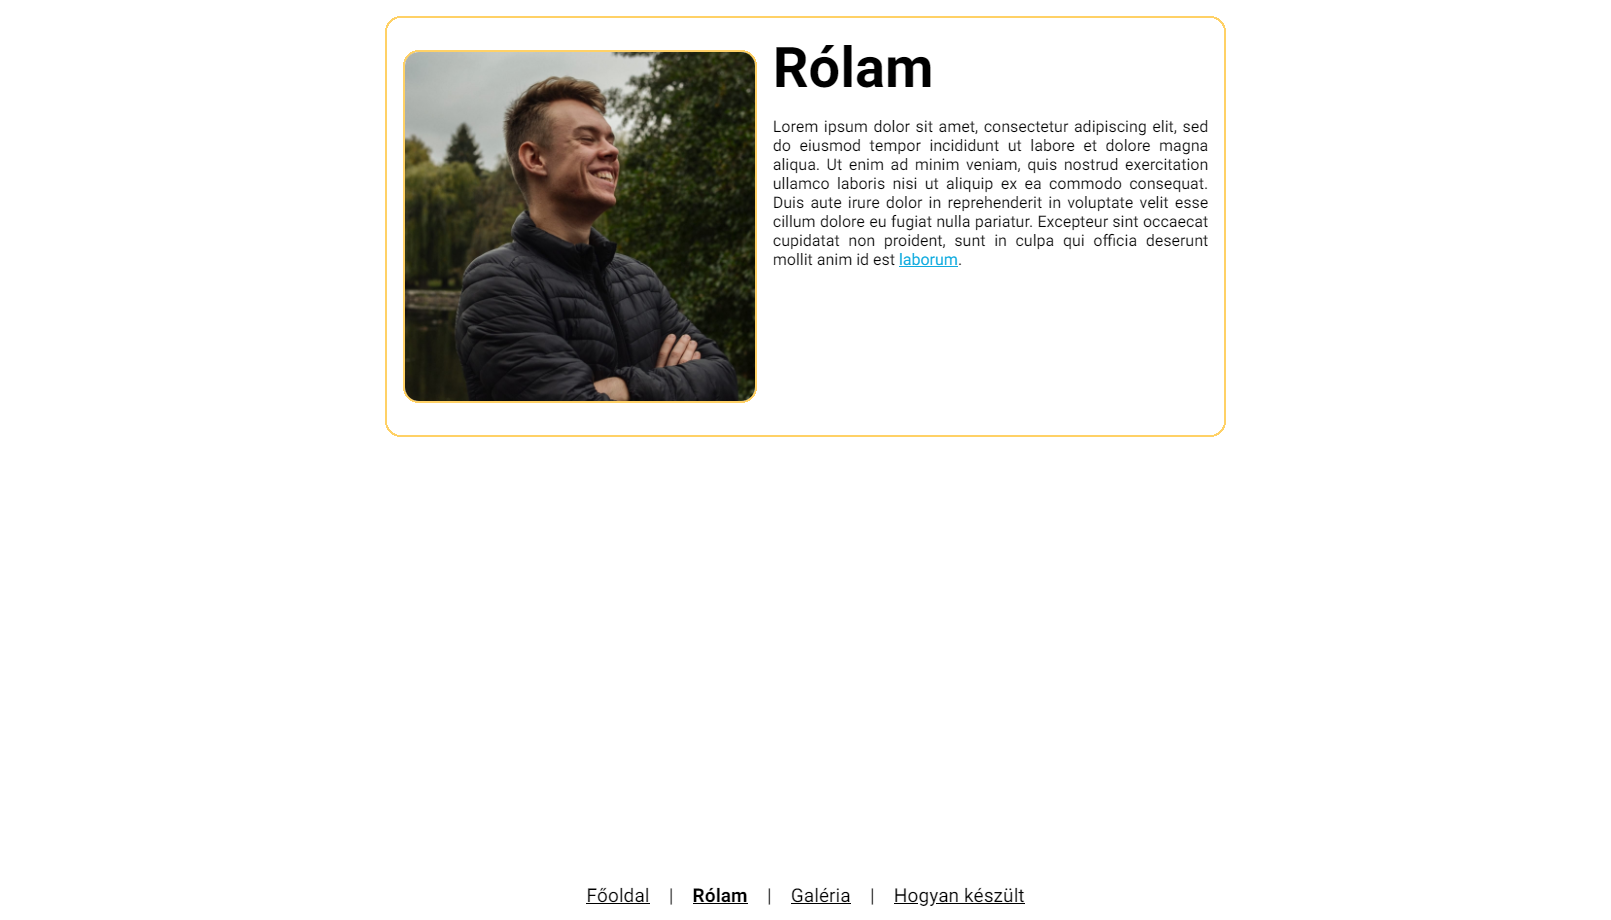 Rólam
Lorem ipsum dolor sit amet, consectetur adipiscing elit, sed
do eiusmod tempor incididunt ut labore et dolore magna
aliqua. Ut enim ad minim veniam, quis nostrud exercitation
ullamco laboris nisi ut aliquip ex ea commodo consequat.
Duis aute irure dolor in reprehenderit in voluptate velit esse
cillum dolore eu fugiat nulla pariatur. Excepteur sint occaecat
cupidatat non proident, sunt in culpa qui officia deserunt
mollit anim id est laborum.
Főoldal | Rólam | Galéria | Hogyan készült